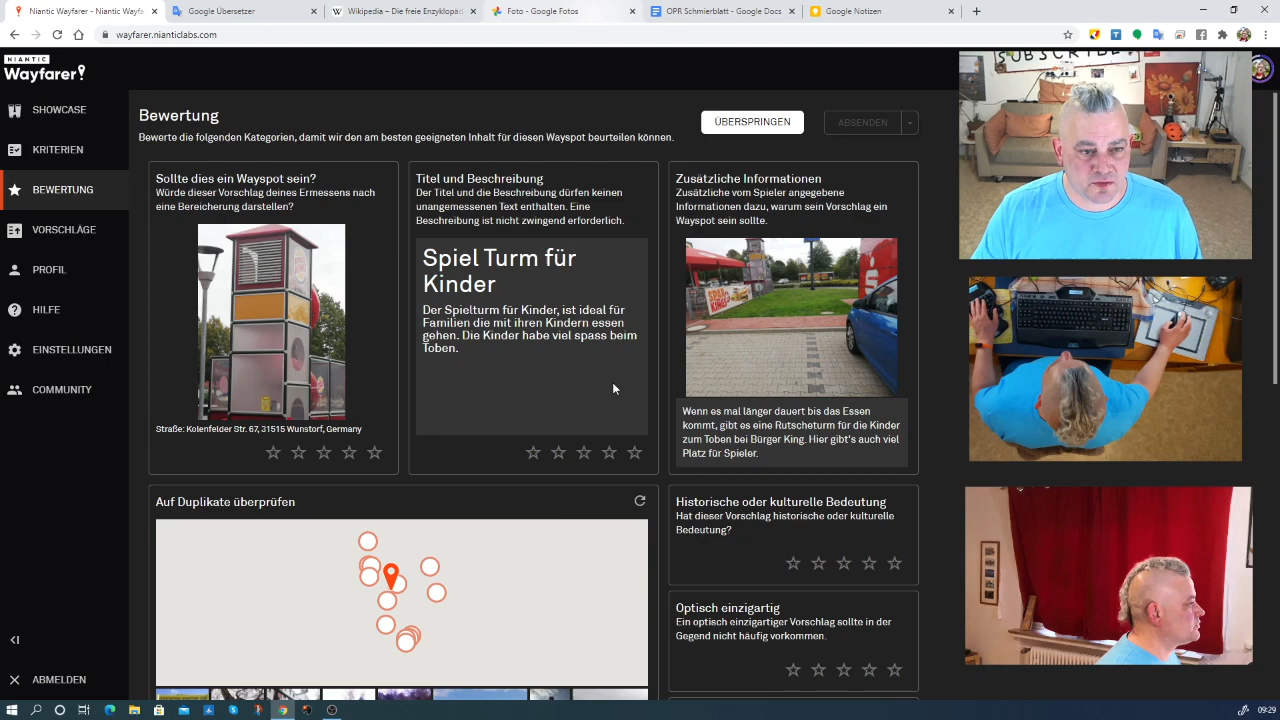 Niantic Wayfarer - Niantic Wayfa
Google Übersetzer
Wikipedia – Die freie Enzyklopäd
Foto - Google Fotos
OPR Schmierblatt - Google Docs
Google Notizen
wayfarer.nianticlabs.com
NIANTIC
Wayfarer
SUBSCRIBE
SHOWCASE
KRITERIEN
BEWERTUNG
VORSCHLÄGE
PROFIL
HILFE
EINSTELLUNGEN
COMMUNITY
ABMELDEN
Bewertung
Bewerte die folgenden Kategorien, damit wir den am besten geeigneten Inhalt für diesen Wayspot beurteilen können.
ÜBERSPRINGEN
ABSENDEN
Sollte dies ein Wayspot sein?
Würde dieser Vorschlag deines Ermessens nach
eine Bereicherung darstellen?
Straße: Kolenfelder Str. 67, 31515 Wunstorf, Germany
Titel und Beschreibung
Der Titel und die Beschreibung dürfen keinen
unangemessenen Text enthalten. Eine
Beschreibung ist nicht zwingend erforderlich.
Spiel Turm für
Kinder
Der Spielturm für Kinder, ist ideal für
Familien die mit ihren Kindern essen
gehen. Die Kinder habe viel spass beim
Toben.
Zusätzliche Informationen
Zusätzliche vom Spieler angegebene
Informationen dazu, warum sein Vorschlag ein
Wayspot sein sollte.
Wenn es mal länger dauert bis das Essen
kommt, gibt es eine Rutscheturm für die Kinder
zum Toben bei Bürger King. Hier gibt's auch viel
Platz für Spieler.
Auf Duplikate überprüfen
Historische oder kulturelle Bedeutung
Hat dieser Vorschlag historische oder kulturelle
Bedeutung?
Optisch einzigartig
Ein optisch einzigartiger Vorschlag sollte in der
Gegend nicht häufig vorkommen.
09:29